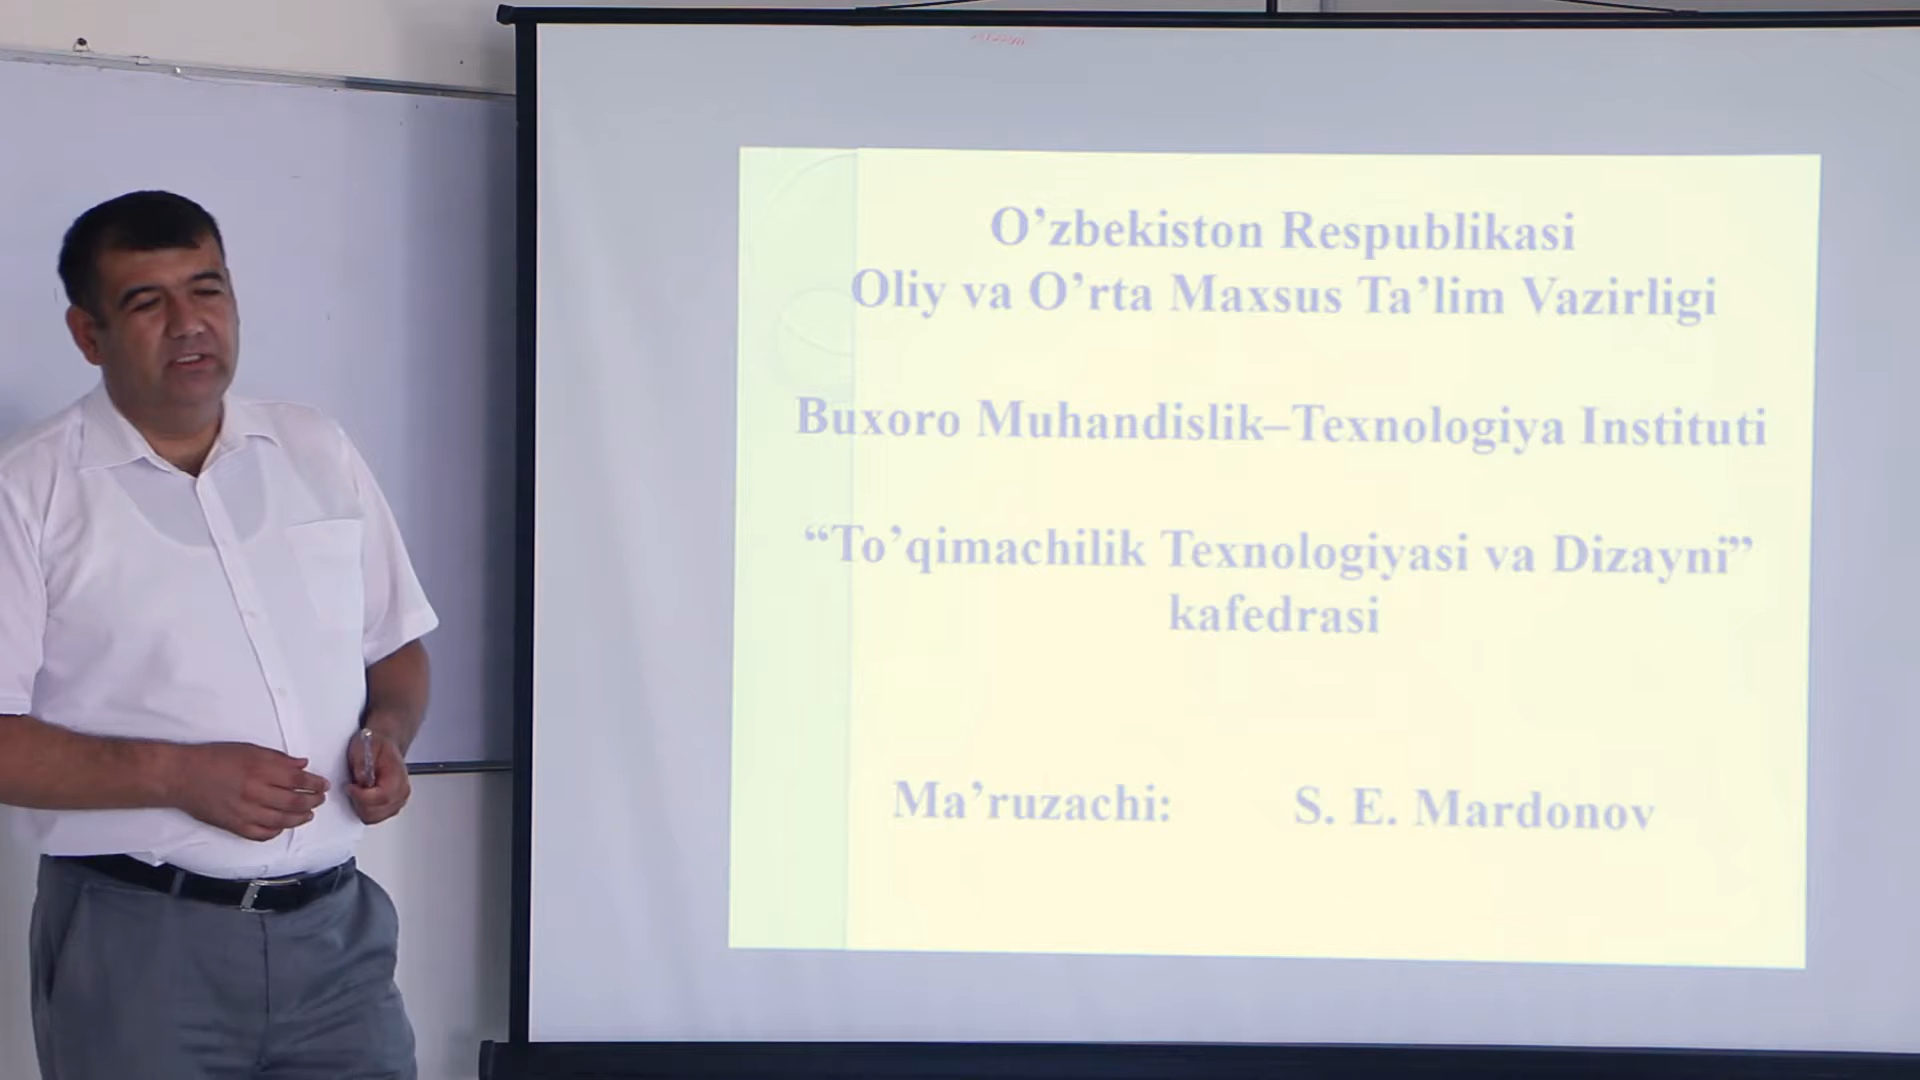 O’zbekiston Respublikasi
Oliy va O’rta Maxsus Ta’lim Vazirligi
Buxoro Muhandislik–Texnologiya Instituti
“To’qimachilik Texnologiyasi va Dizayni”
kafedrasi
Ma’ruzachi: S. E. Mardonov